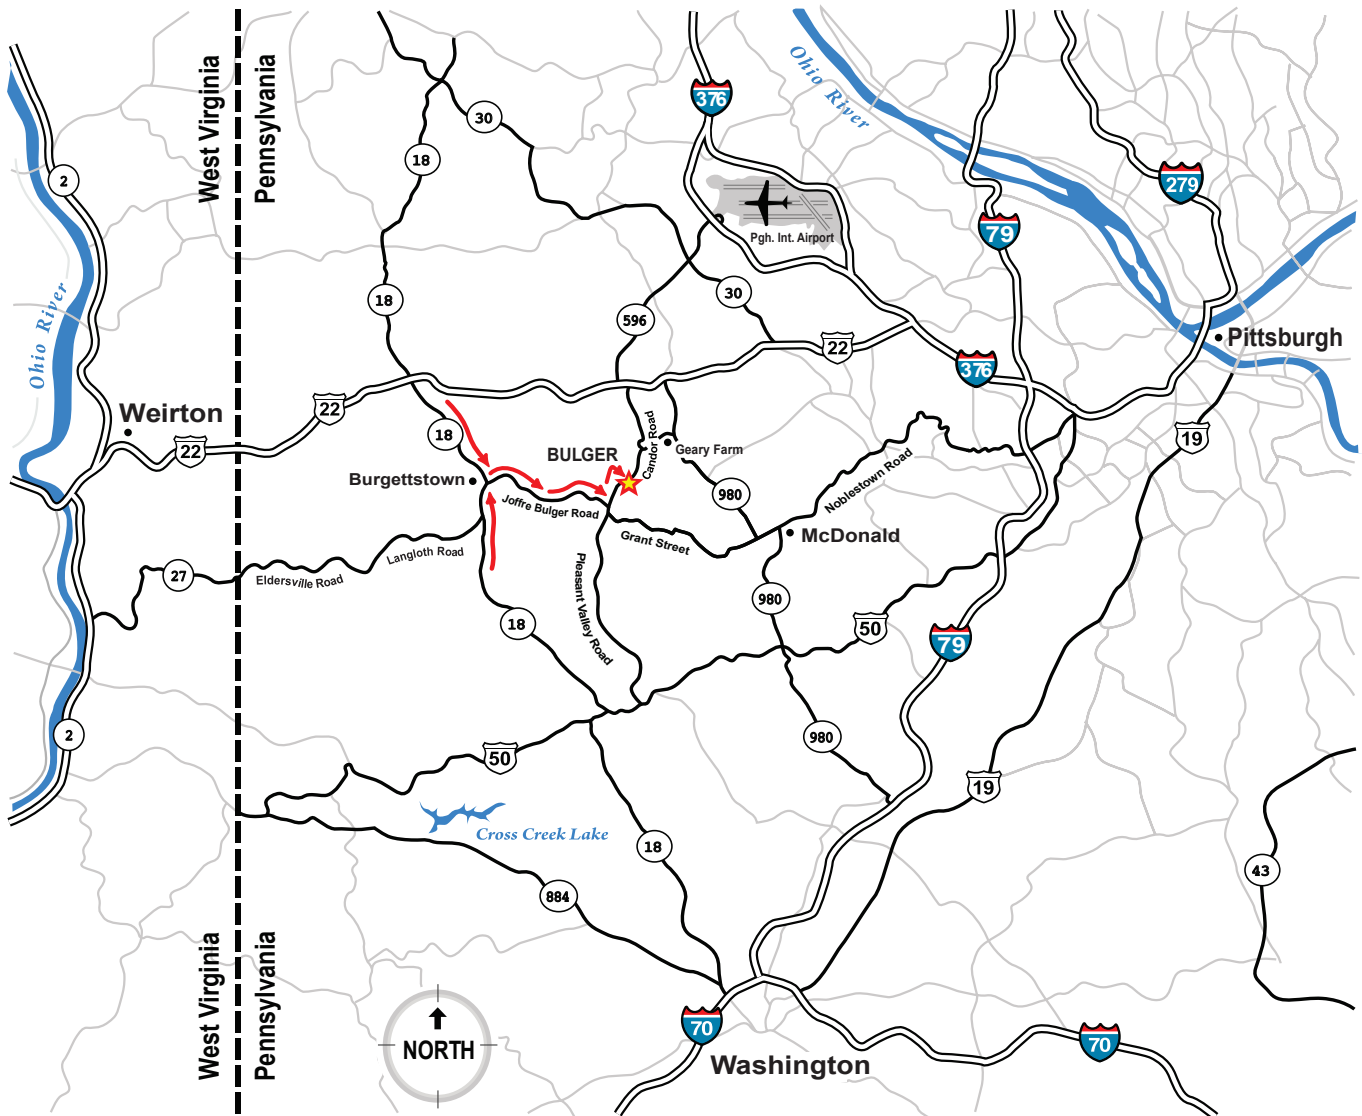 West Virginia
Pennsylvania
376
Ohio River
30
18
2
279
79
Pgh. Int. Airport
18
30
596
Ohio River
22
Pittsburgh
376
22
Weirton
18
22
19
Candor Road
Geary Farm
BULGER
Burgettstown
980
Noblestown Road
Joffre Bulger Road
Grant Street
McDonald
Langloth Road
27
Eldersville Road
Pleasant Valley Road
980
18
50
79
2
980
50
19
Cross Creek Lake
18
43
884
West Virginia
Pennsylvania
70
NORTH
70
Washington